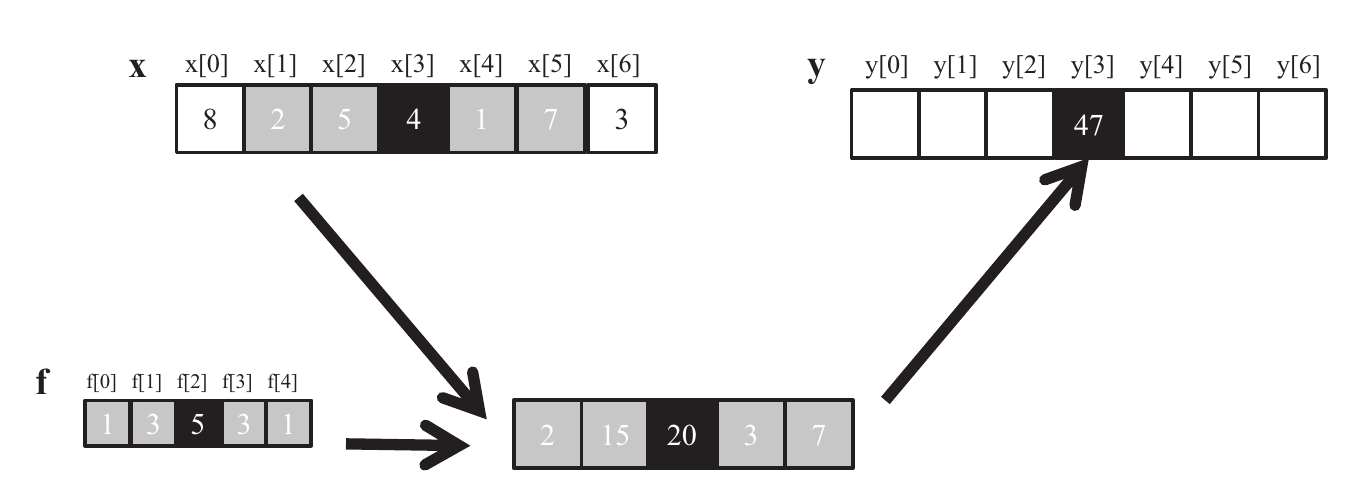 x x[0] x[1] x[2] x[3] x[4] x[5] x[6]
8 2 5 4 1 7 3
y y[0] y[1] y[2] y[3] y[4] y[5] y[6]
47
f f[0] f[1] f[2] f[3] f[4]
1 3 5 3 1
2 15 20 3 7